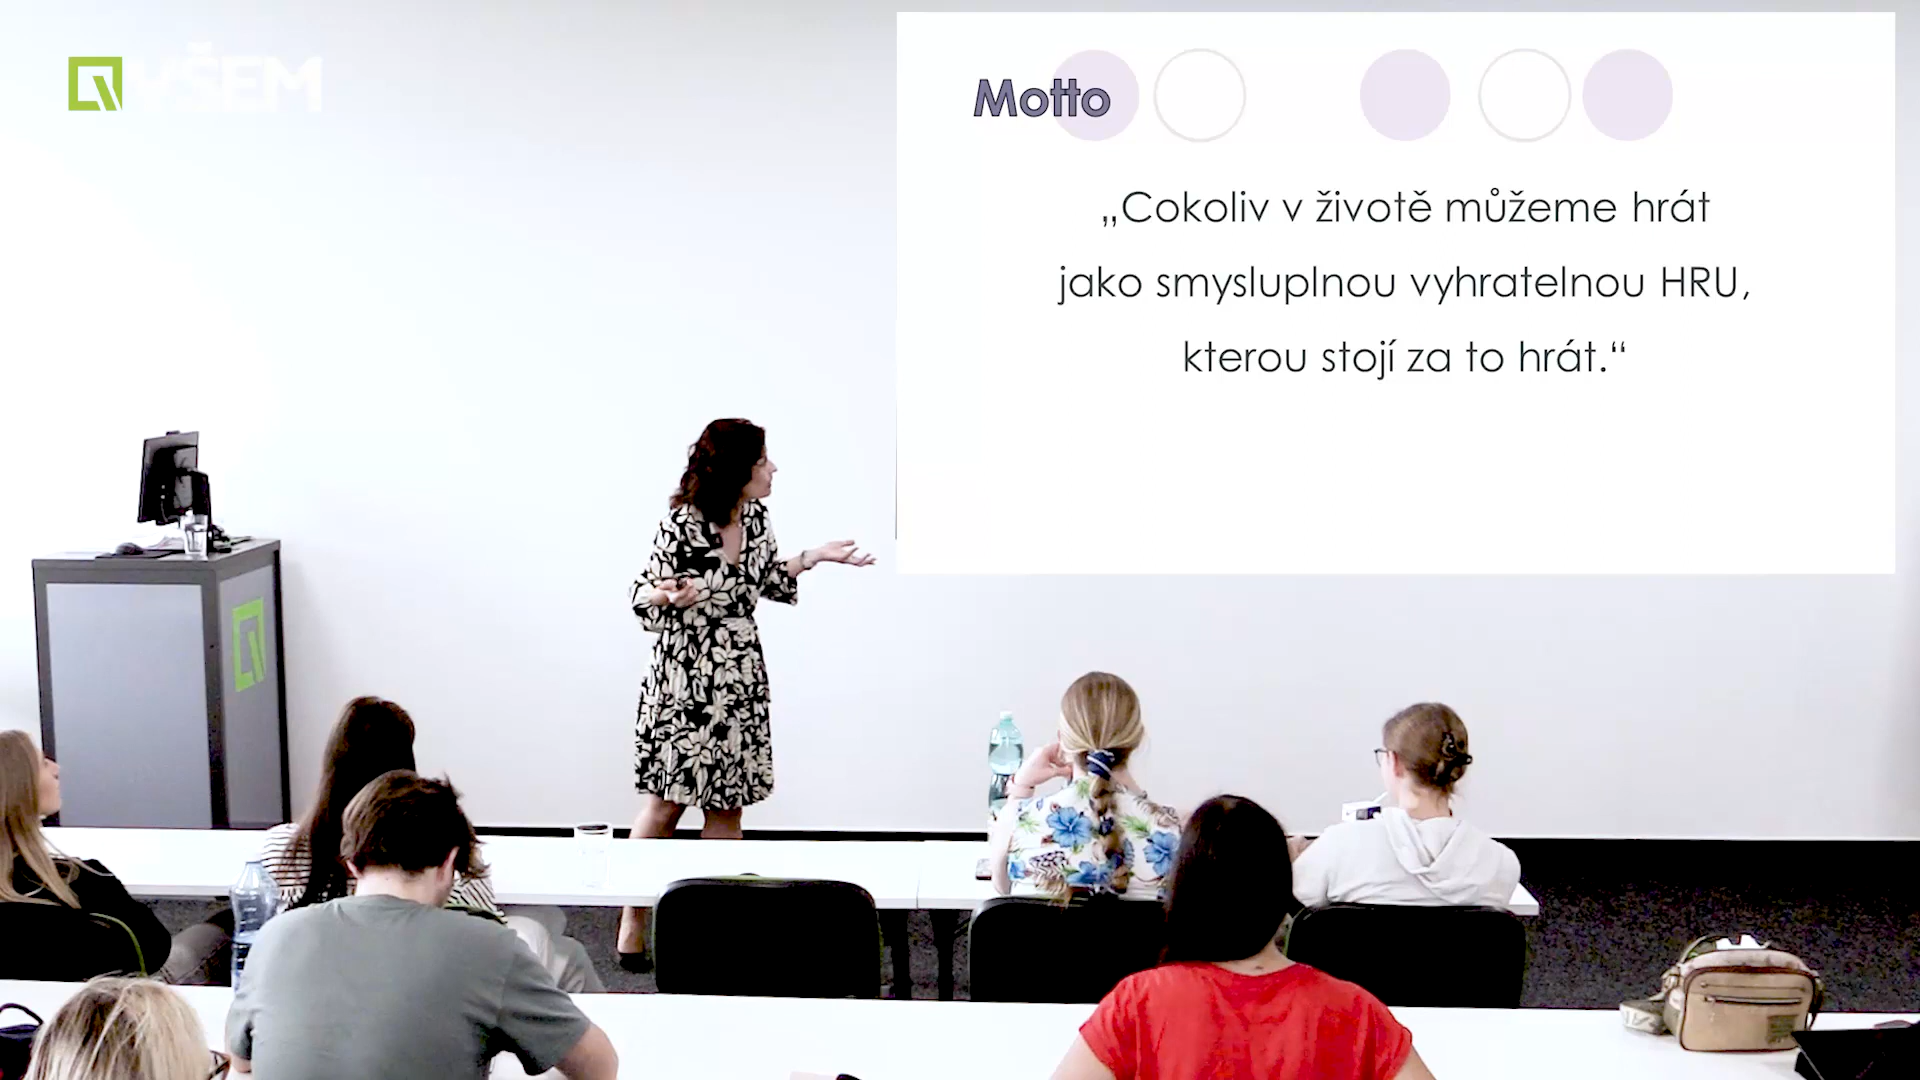 VŠEM
Motto
„Cokoliv v životě můžeme hrát
jako smysluplnou vyhratelnou HRU,
kterou stojí za to hrát.“